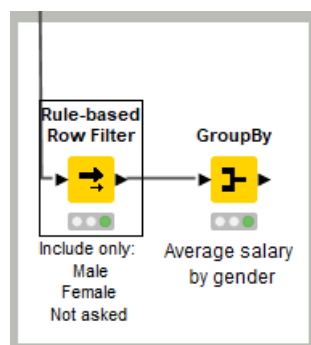 Rule-based
Row Filter
GroupBy
Include only:
Male
Female
Not asked
Average salary
by gender